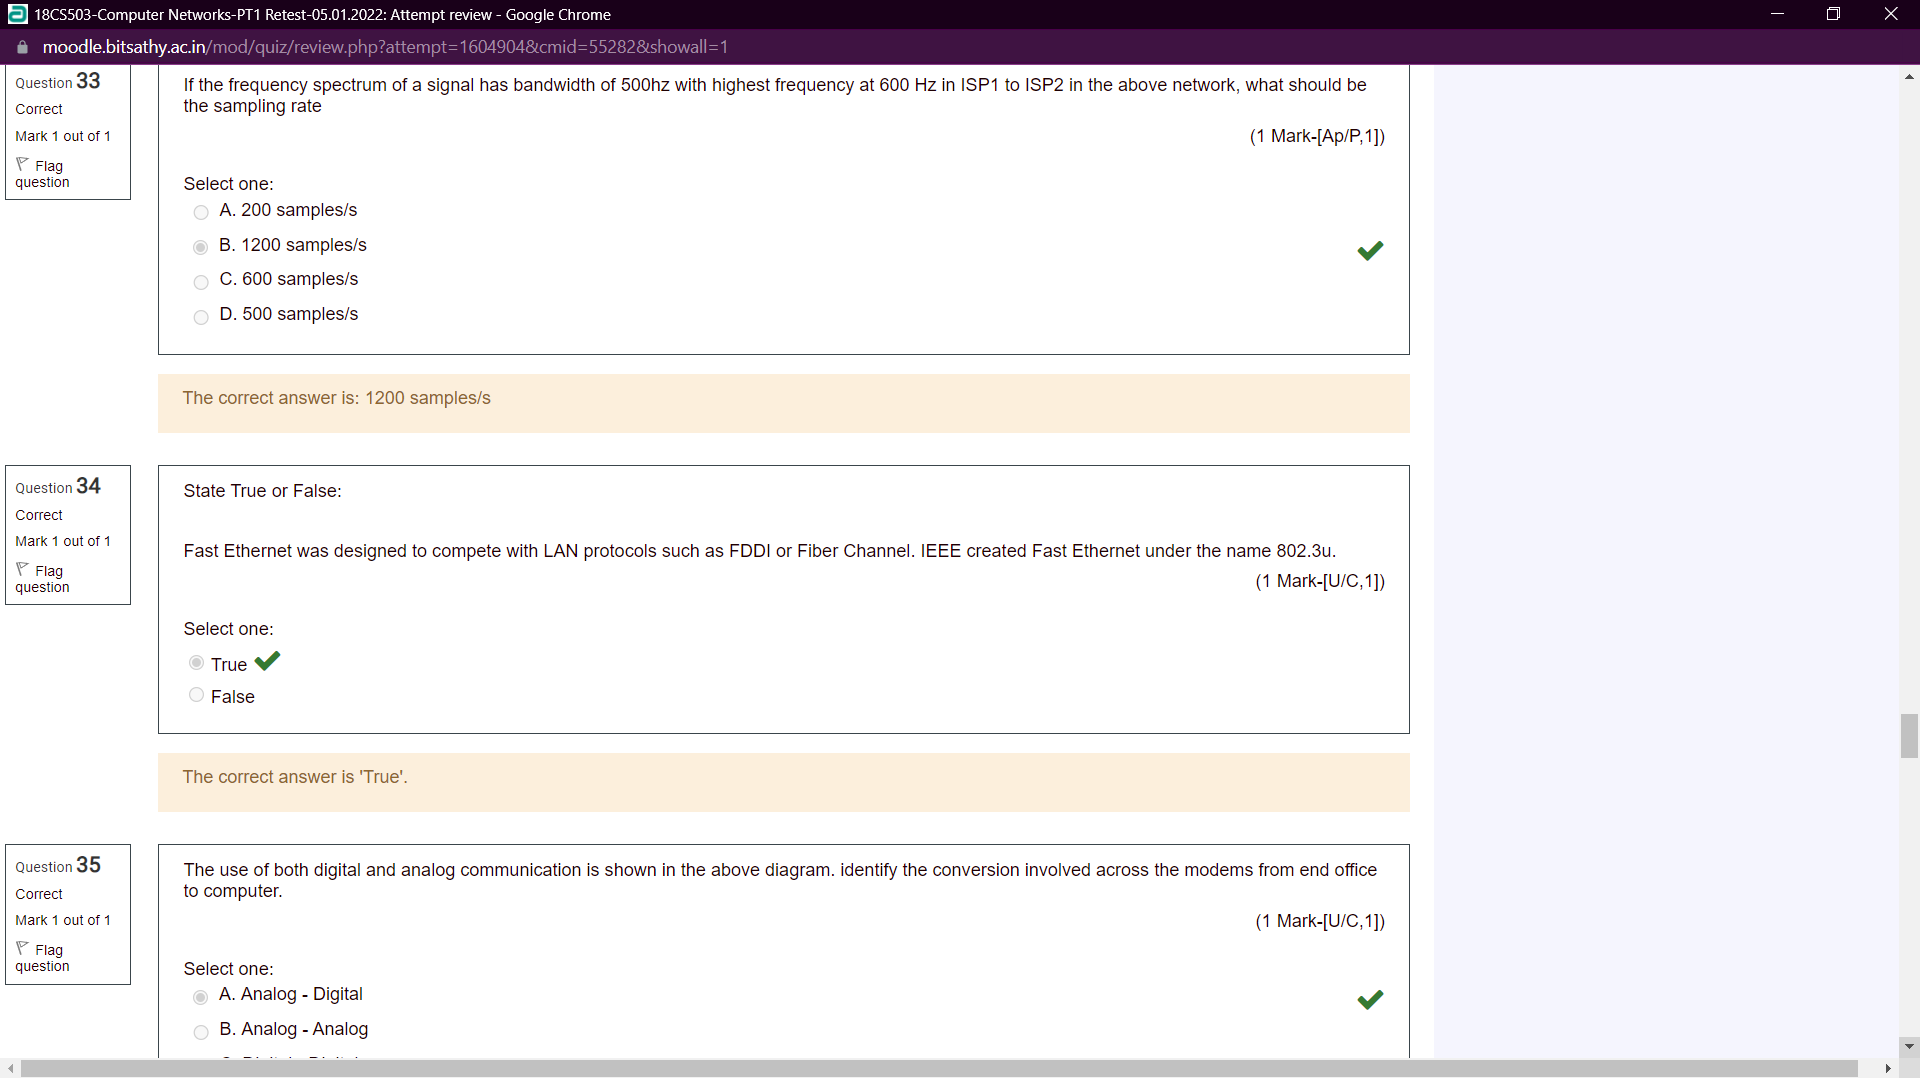 18CS503-Computer Networks-PT1 Retest-05.01.2022: Attempt review - Google Chrome
moodle.bitsathy.ac.in/mod/quiz/review.php?attempt=1604904&cmid=55282&showall=1
Question 33
Correct
Mark 1 out of 1
Flag
question
If the frequency spectrum of a signal has bandwidth of 500hz with highest frequency at 600 Hz in ISP1 to ISP2 in the above network, what should be
the sampling rate
(1 Mark-[Ap/P,1])
Select one:
A. 200 samples/s
B. 1200 samples/s
C. 600 samples/s
D. 500 samples/s
The correct answer is: 1200 samples/s
Question 34
Correct
Mark 1 out of 1
Flag
question
State True or False:
Fast Ethernet was designed to compete with LAN protocols such as FDDI or Fiber Channel. IEEE created Fast Ethernet under the name 802.3u.
(1 Mark-[U/C,1])
Select one:
True
False
The correct answer is 'True'.
Question 35
Correct
Mark 1 out of 1
Flag
question
The use of both digital and analog communication is shown in the above diagram. identify the conversion involved across the modems from end office
to computer.
(1 Mark-[U/C,1])
Select one:
A. Analog - Digital
B. Analog - Analog